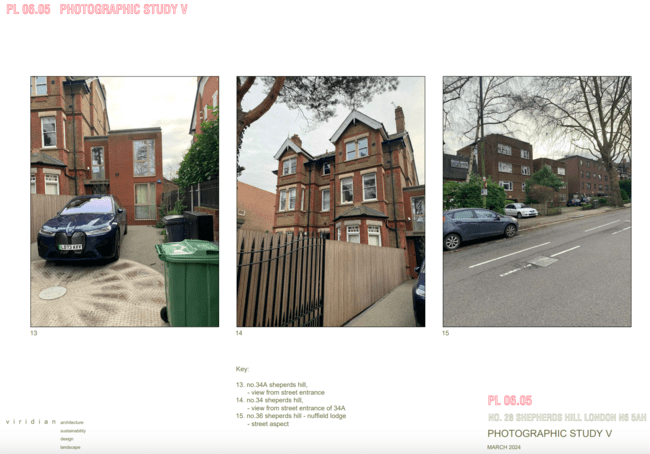 PL 06.05 PHOTOGRAPHIC STUDY V
13
14
15
Key:
13. no.34A sheperds hill,
- view from street entrance
14. no.34 sheperds hill,
- view from street entrance of 34A
15. no.36 sheperds hill - nuffield lodge
- street aspect
viridian architecture
sustainability
design
landscape
PL 06.05
NO. 28 SHEPHERDS HILL LONDON N6 5AH
PHOTOGRAPHIC STUDY V
MARCH 2024